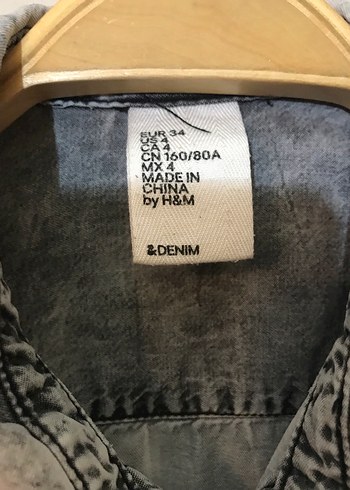 EUR 34
US 4
CA 4
CN 160/80A
MX 4
MADE IN
CHINA
by H&M
&DENIM